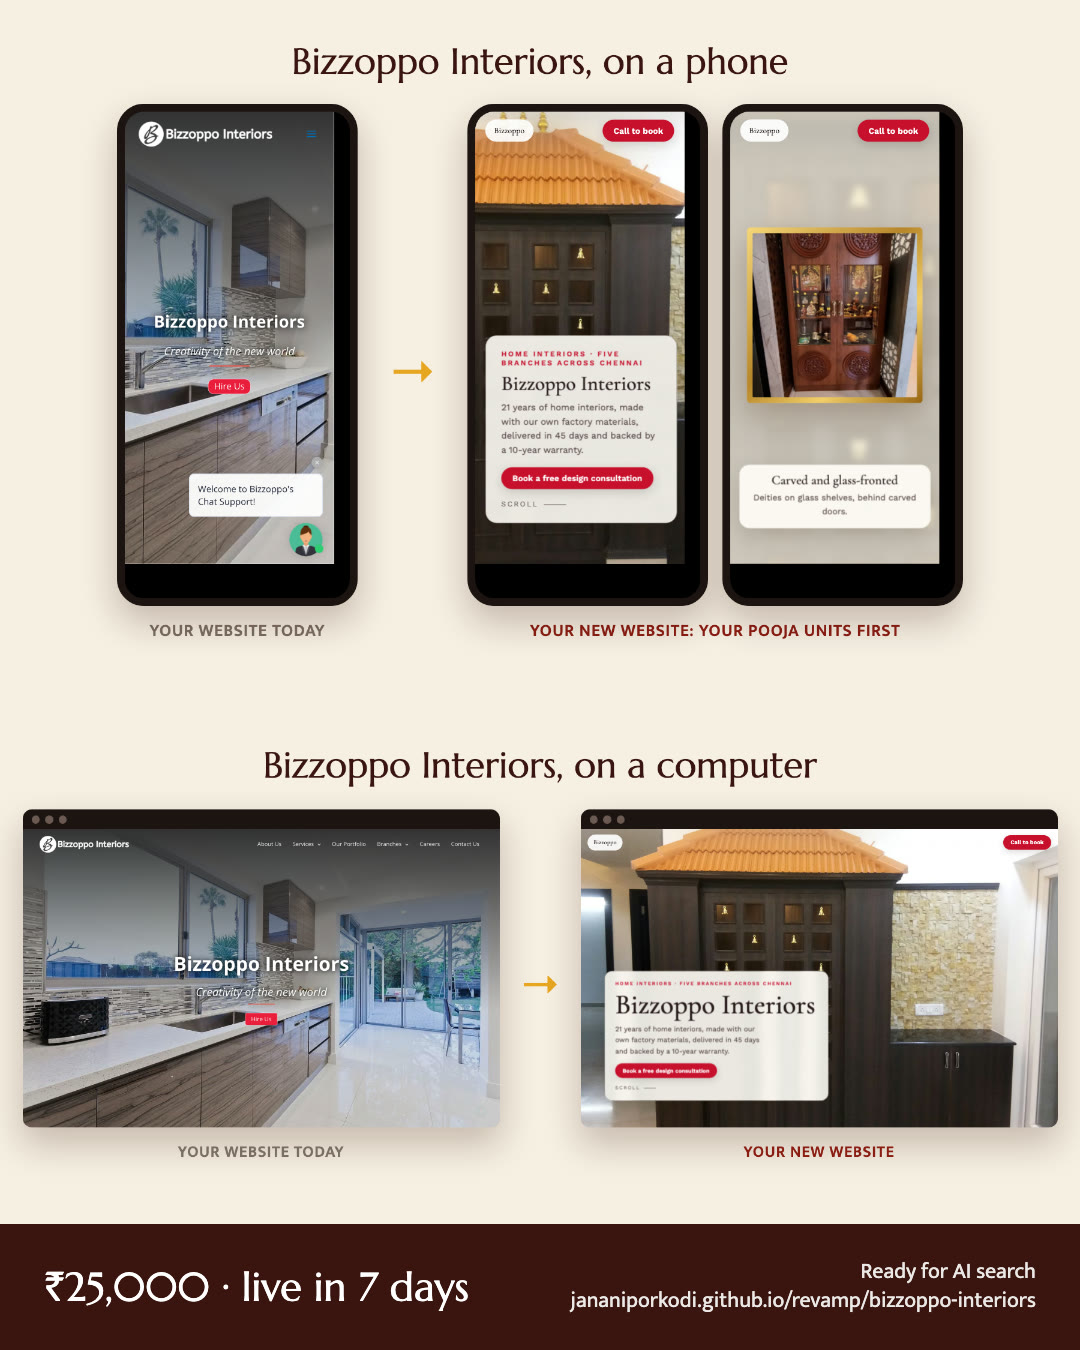 Bizzoppo Interiors, on a phone
Bizzoppo Interiors
Bizzoppo Interiors
Creativity of the new world
Hire Us
Welcome to Bizzoppo's
Chat Support!
YOUR WEBSITE TODAY
Bizzoppo
Call to book
HOME INTERIORS · FIVE
BRANCHES ACROSS CHENNAI
Bizzoppo Interiors
21 years of home interiors, made
with our own factory materials,
delivered in 45 days and backed by
a 10-year warranty.
Book a free design consultation
SCROLL
Bizzoppo
Call to book
Carved and glass-fronted
Deities on glass shelves, behind carved
doors.
YOUR NEW WEBSITE: YOUR POOJA UNITS FIRST
Bizzoppo Interiors, on a computer
Bizzoppo Interiors
About Us Services Our Portfolio Branches Careers Contact Us
Bizzoppo Interiors
Creativity of the new world
Hire Us
YOUR WEBSITE TODAY
Bizzoppo
Call to book
HOME INTERIORS · FIVE BRANCHES ACROSS CHENNAI
Bizzoppo Interiors
21 years of home interiors, made with our
own factory materials, delivered in 45 days
and backed by a 10-year warranty.
Book a free design consultation
SCROLL
YOUR NEW WEBSITE
₹25,000 · live in 7 days
Ready for AI search
jananiporkodi.github.io/revamp/bizzoppo-interiors